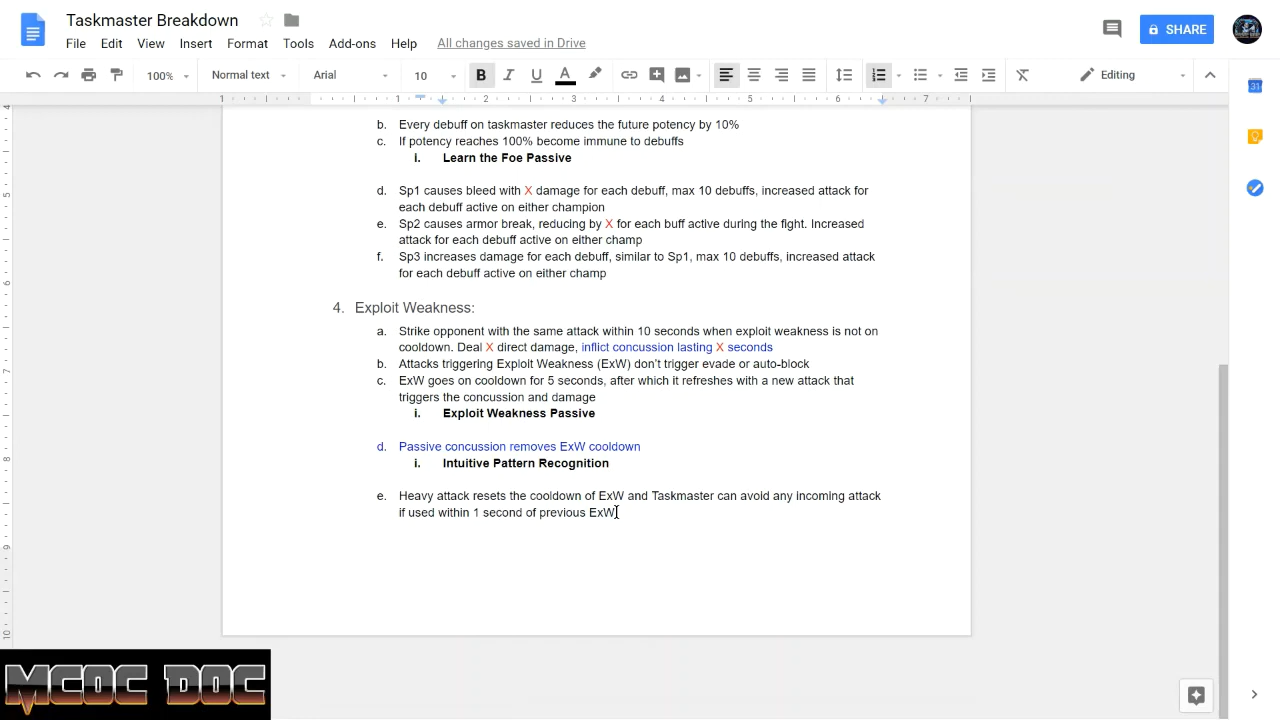 Taskmaster Breakdown
SHARE
File Edit View Insert Format Tools Add-ons Help All changes saved in Drive
100% Normal text Arial 10 B I U A Editing
31
1 1 2 3 4 5 6 7
b. Every debuff on taskmaster reduces the future potency by 10%
c. If potency reaches 100% become immune to debuffs
i. Learn the Foe Passive
d. Sp1 causes bleed with X damage for each debuff, max 10 debuffs, increased attack for
each debuff active on either champion
e. Sp2 causes armor break, reducing by X for each buff active during the fight. Increased
attack for each debuff active on either champ
f. Sp3 increases damage for each debuff, similar to Sp1, max 10 debuffs, increased attack
for each debuff active on either champ
4. Exploit Weakness:
a. Strike opponent with the same attack within 10 seconds when exploit weakness is not on
cooldown. Deal X direct damage, inflict concussion lasting X seconds
b. Attacks triggering Exploit Weakness (ExW) don't trigger evade or auto-block
c. ExW goes on cooldown for 5 seconds, after which it refreshes with a new attack that
triggers the concussion and damage
i. Exploit Weakness Passive
d. Passive concussion removes ExW cooldown
i. Intuitive Pattern Recognition
e. Heavy attack resets the cooldown of ExW and Taskmaster can avoid any incoming attack
if used within 1 second of previous ExW
MCOC DOC